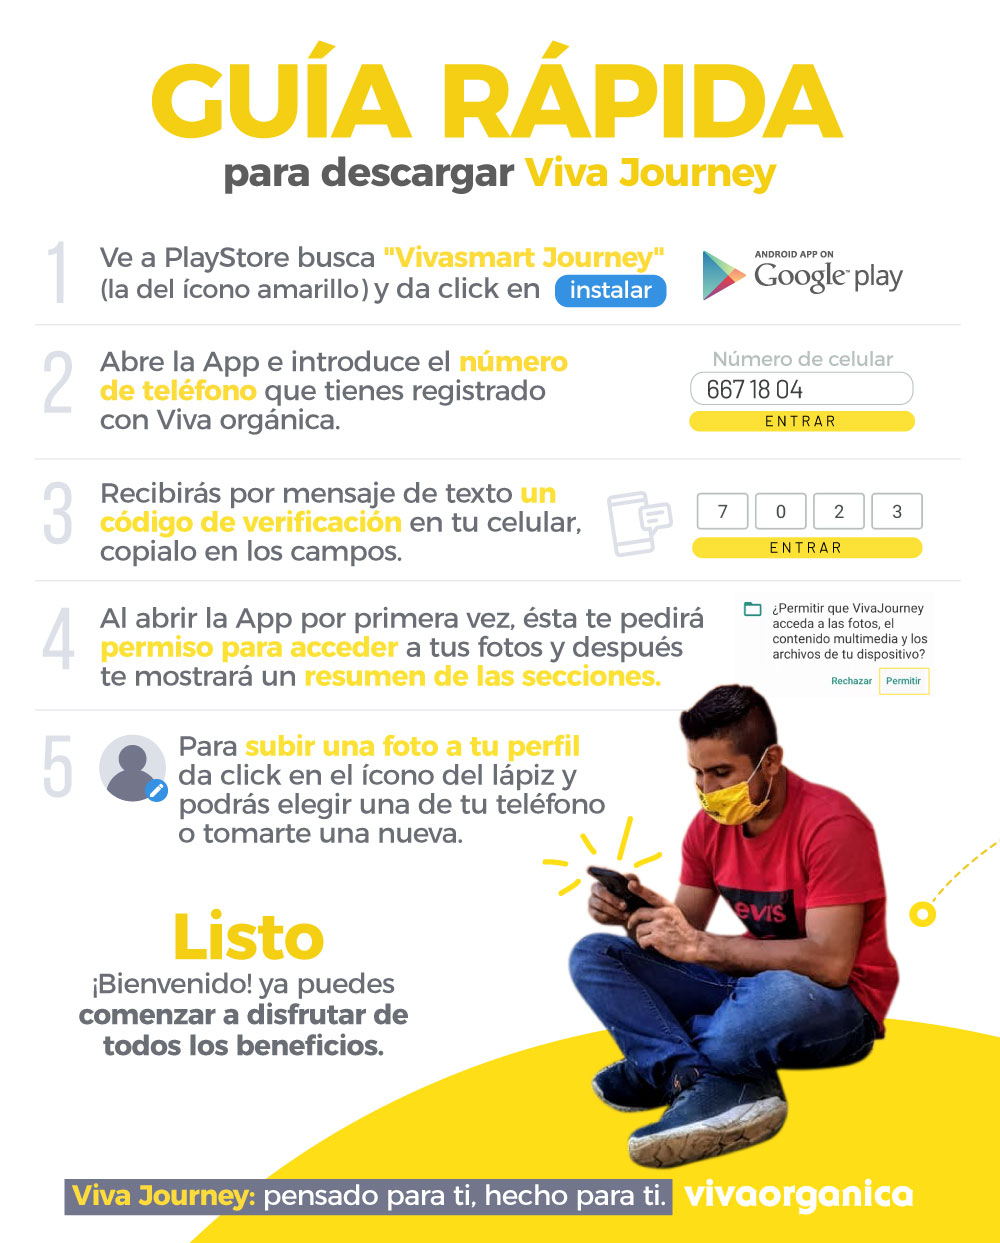 GUÍA RÁPIDA
para descargar Viva Journey
1
Ve a PlayStore busca "Vivasmart Journey"
(la del ícono amarillo) y da click en instalar
ANDROID APP ON
Google play
2
Abre la App e introduce el número
de teléfono que tienes registrado
con Viva orgánica.
Número de celular
667 18 04
ENTRAR
3
Recibirás por mensaje de texto un
código de verificación en tu celular,
copialo en los campos.
7 0 2 3
ENTRAR
4
Al abrir la App por primera vez, ésta te pedirá
permiso para acceder a tus fotos y después
te mostrará un resumen de las secciones.
¿Permitir que VivaJourney
acceda a las fotos, el
contenido multimedia y los
archivos de tu dispositivo?
Rechazar Permitir
5
Para subir una foto a tu perfil
da click en el ícono del lápiz y
podrás elegir una de tu teléfono
o tomarte una nueva.
Levi's
Listo
¡Bienvenido! ya puedes
comenzar a disfrutar de
todos los beneficios.
Viva Journey: pensado para ti, hecho para ti.
vivaorganica